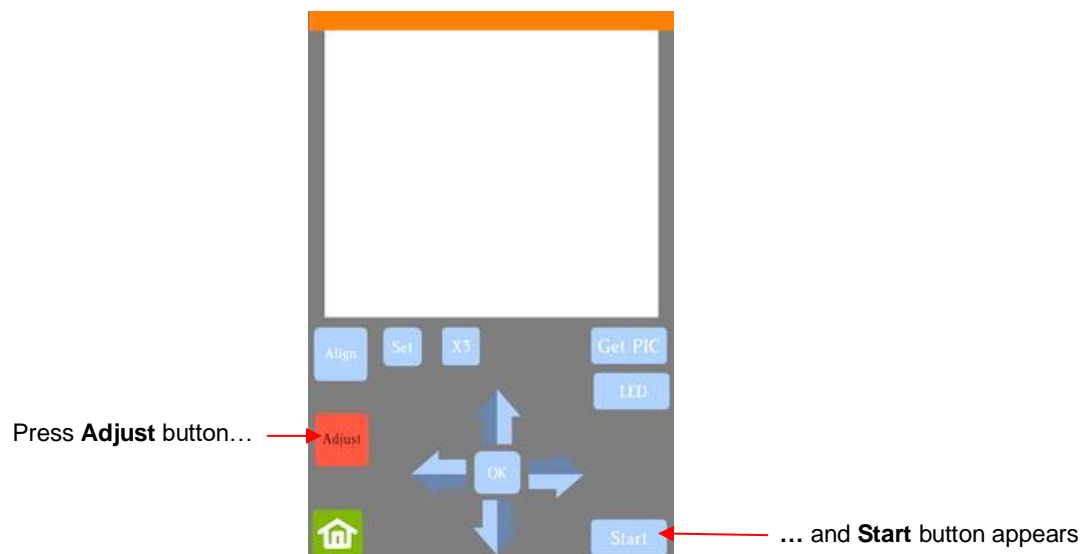 Align
Set
X3
Get PIC
LED
Press Adjust button…
Adjust
OK
Start
… and Start button appears